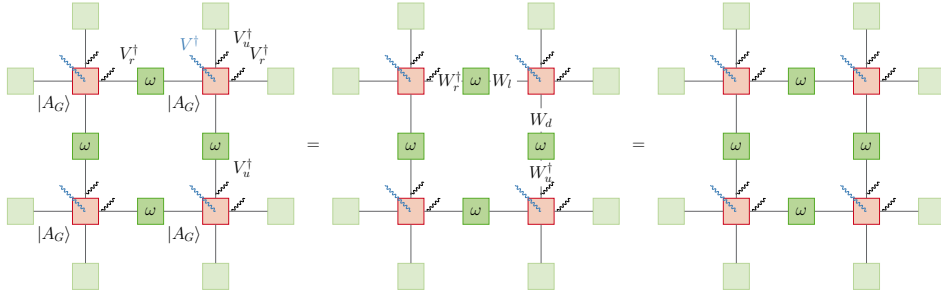 V_u^†
V_r^† V^† V_r^†
ω W_r^† ω W_l ω
|A_G⟩ |A_G⟩
W_d
ω ω = ω = ω ω
V_u^† W_u^†
ω ω ω
|A_G⟩ |A_G⟩